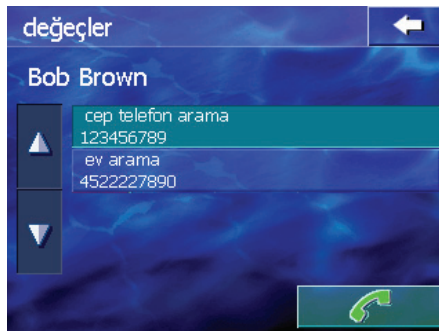 değeçler
Bob Brown
cep telefon arama
123456789
ev arama
4522227890